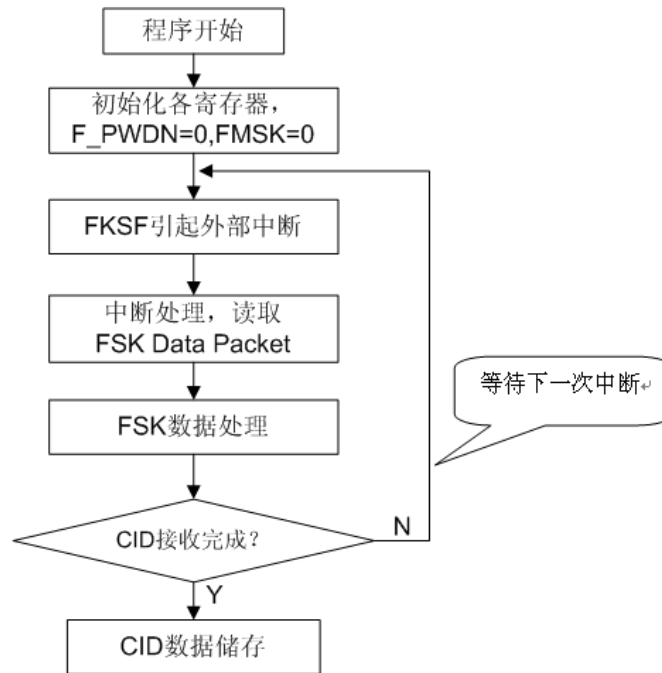 程序开始
初始化各寄存器，
F_PWDN=0,FMSK=0
FKSF引起外部中断
中断处理，读取
FSK Data Packet
等待下一次中断↵
FSK数据处理
CID接收完成？
N
Y
CID数据储存